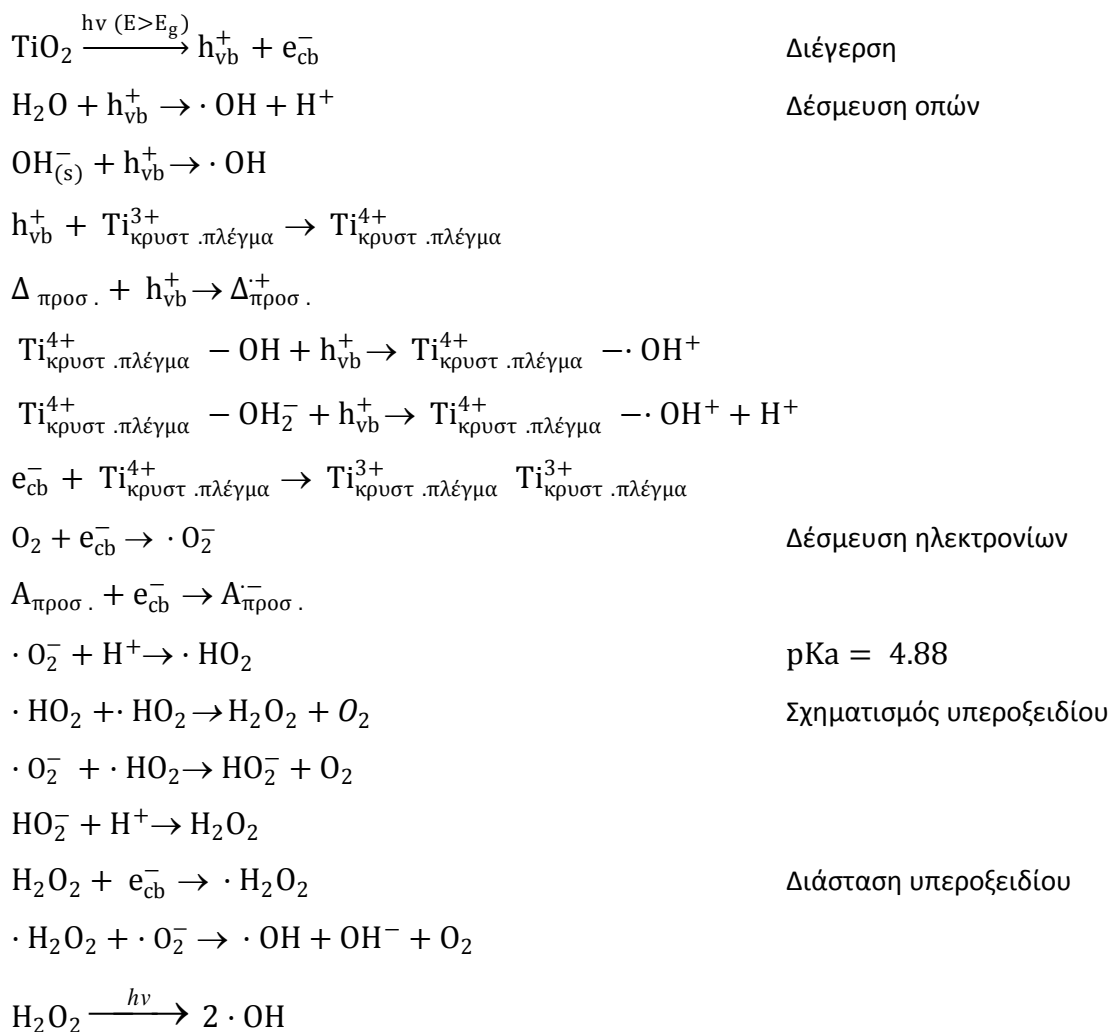 TiO₂ —hv (E>E_g)→ h⁺_vb + e⁻_cb Διέγερση
H₂O + h⁺_vb → · OH + H⁺ Δέσμευση οπών
OH⁻_(s) + h⁺_vb → · OH
h⁺_vb + Ti³⁺_κρυστ .πλέγμα → Ti⁴⁺_κρυστ .πλέγμα
Δ_προσ . + h⁺_vb → Δ·⁺_προσ .
Ti⁴⁺_κρυστ .πλέγμα − OH + h⁺_vb → Ti⁴⁺_κρυστ .πλέγμα −· OH⁺
Ti⁴⁺_κρυστ .πλέγμα − OH₂⁻ + h⁺_vb → Ti⁴⁺_κρυστ .πλέγμα −· OH⁺ + H⁺
e⁻_cb + Ti⁴⁺_κρυστ .πλέγμα → Ti³⁺_κρυστ .πλέγμα Ti³⁺_κρυστ .πλέγμα
O₂ + e⁻_cb → · O₂⁻ Δέσμευση ηλεκτρονίων
Α_προσ . + e⁻_cb → Α·⁻_προσ .
· O₂⁻ + H⁺ → · HO₂ pKa = 4.88
· HO₂ +· HO₂ → H₂O₂ + O₂ Σχηματισμός υπεροξειδίου
· O₂⁻ + · HO₂ → HO₂⁻ + O₂
HO₂⁻ + H⁺ → H₂O₂
H₂O₂ + e⁻_cb → · H₂O₂ Διάσταση υπεροξειδίου
· H₂O₂ + · O₂⁻ → · OH + OH⁻ + O₂
H₂O₂ —hv→ 2 · OH